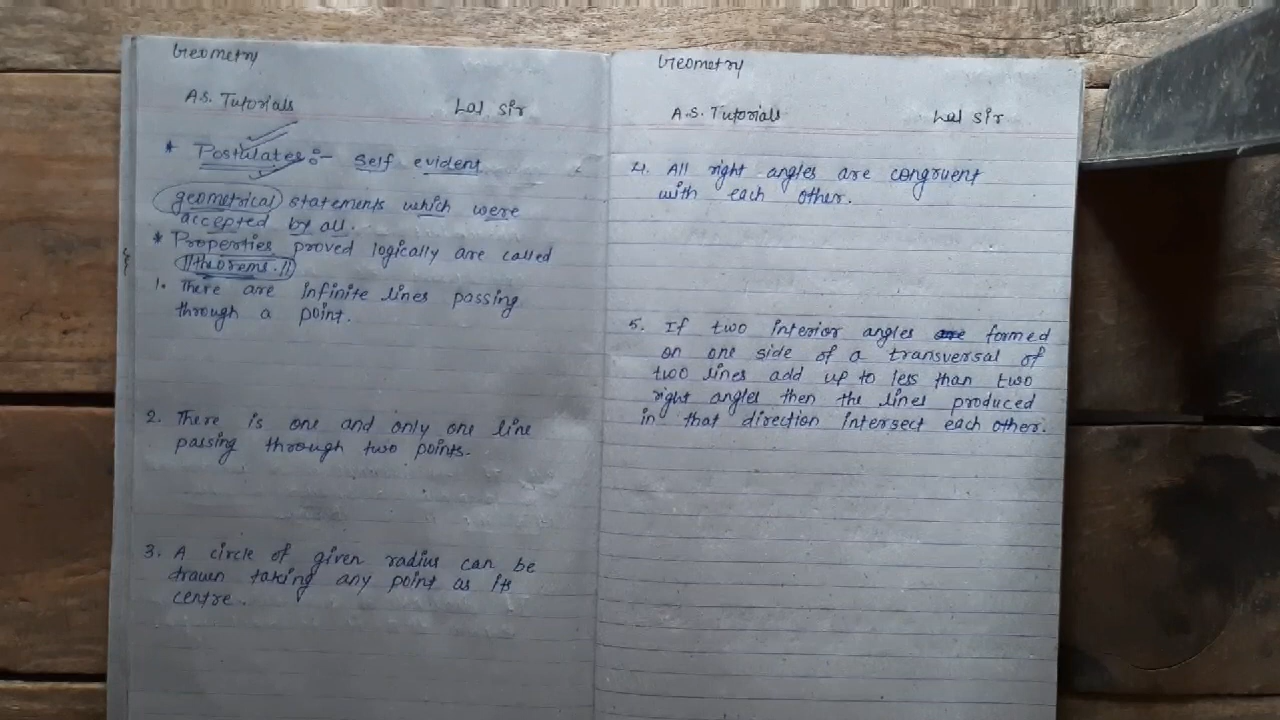 Geometry
A.S. Tutorials Lal Sir
* Postulates:- Self evident
geometrical statements which were
accepted by all.
* Properties proved logically are called
||theorems.||
1. There are infinite lines passing
through a point.
2. There is one and only one line
passing through two points.
3. A circle of given radius can be
drawn taking any point as its
centre.
Geometry
A.S. Tutorials Lal Sir
4. All right angles are congruent
with each other.
5. If two interior angles are formed
on one side of a transversal of
two lines add up to less than two
right angles then the lines produced
in that direction intersect each other.